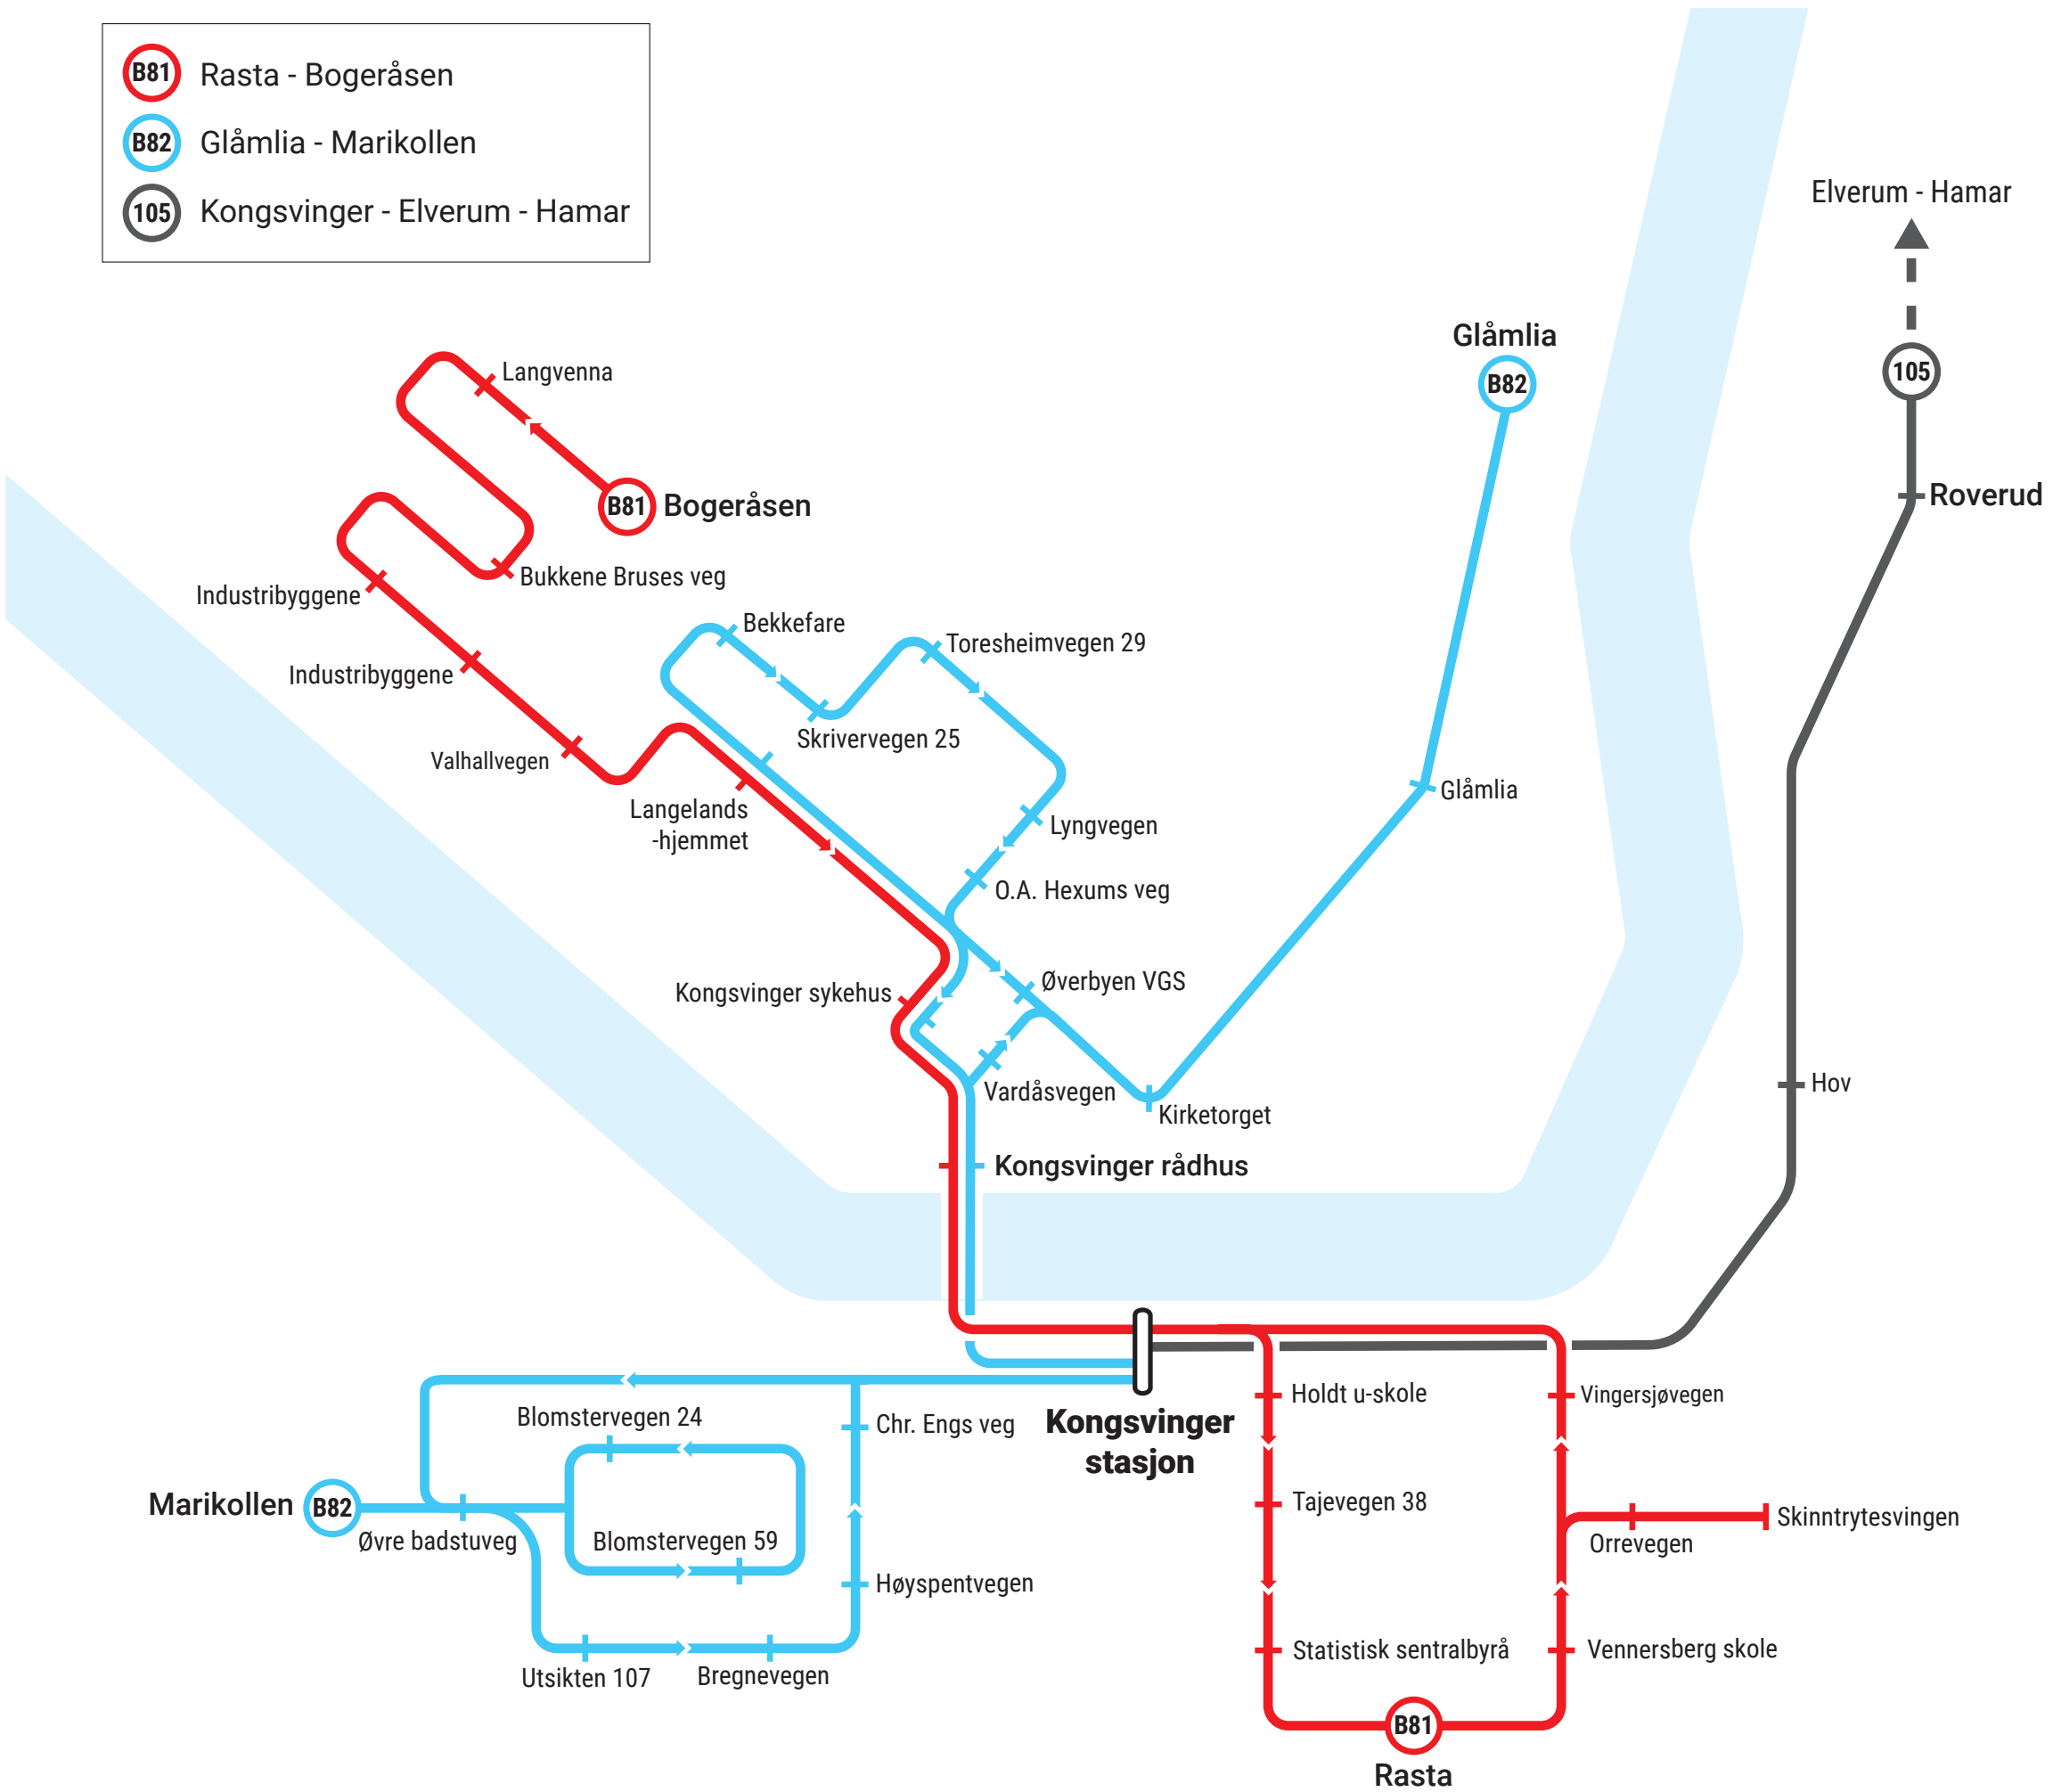 B81 Rasta - Bogeråsen
B82 Glåmlia - Marikollen
105 Kongsvinger - Elverum - Hamar
Elverum - Hamar
105
Roverud
Hov
Glåmlia
B82
Glåmlia
Langvenna
B81 Bogeråsen
Bukkene Bruses veg
Industribyggene
Industribyggene
Valhallvegen
Langelands
-hjemmet
Bekkefare
Toresheimvegen 29
Skrivervegen 25
Lyngvegen
O.A. Hexums veg
Øverbyen VGS
Kongsvinger sykehus
Vardåsvegen
Kirketorget
Kongsvinger rådhus
Kongsvinger
stasjon
Blomstervegen 24
Chr. Engs veg
Marikollen B82
Øvre badstuveg
Blomstervegen 59
Høyspentvegen
Utsikten 107
Bregnevegen
Holdt u-skole
Vingersjøvegen
Tajevegen 38
Skinntrytesvingen
Orrevegen
Statistisk sentralbyrå
Vennersberg skole
B81
Rasta